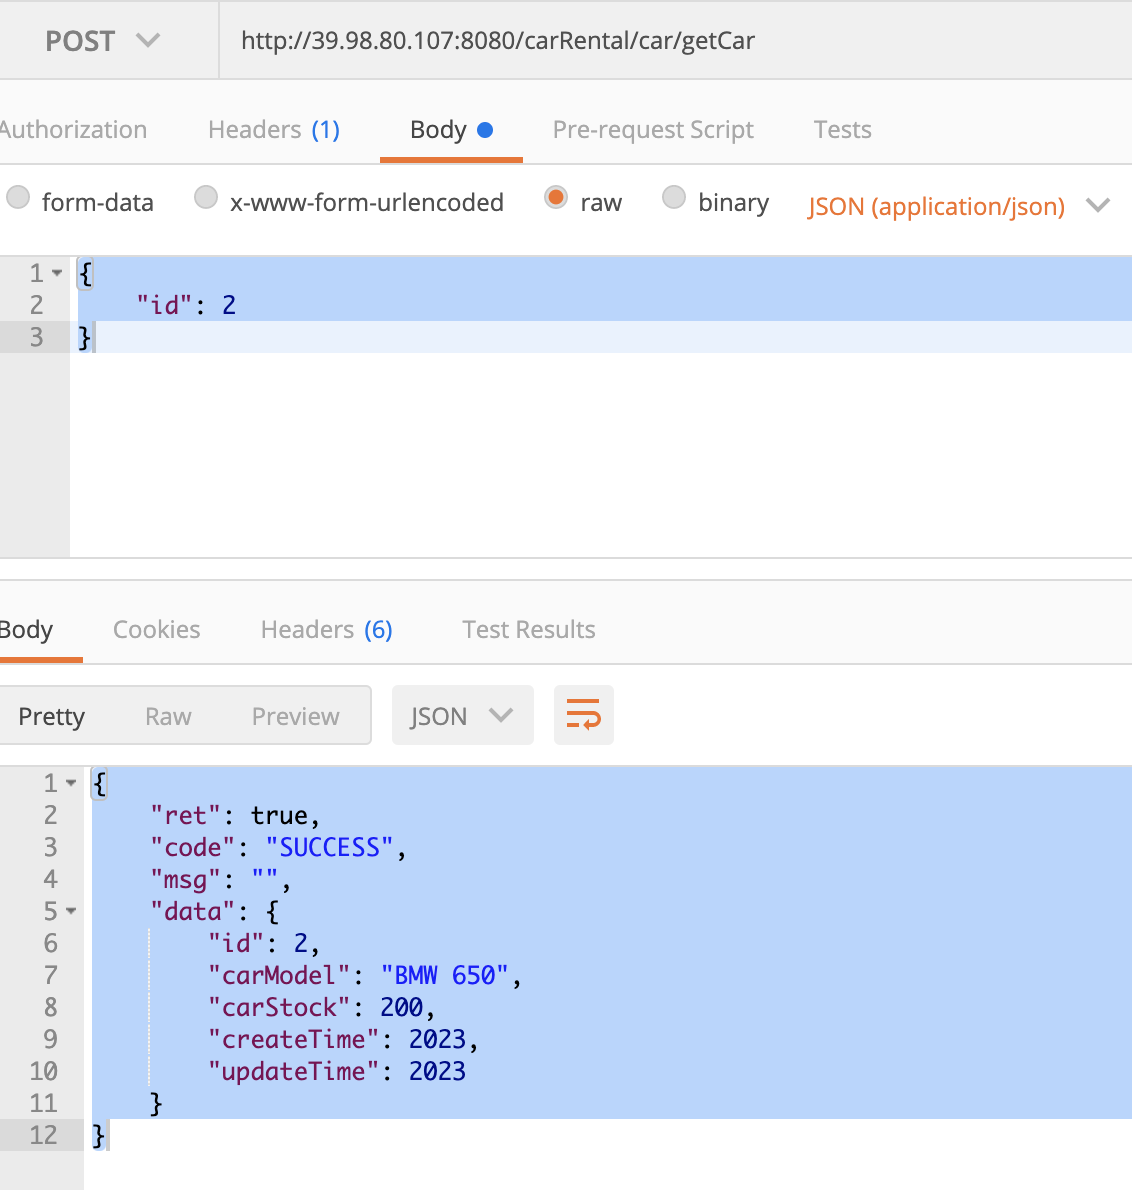 POST http://39.98.80.107:8080/carRental/car/getCar
Authorization Headers (1) Body Pre-request Script Tests
form-data x-www-form-urlencoded raw binary JSON (application/json)
1 {
2 "id": 2
3 }
Body Cookies Headers (6) Test Results
Pretty Raw Preview JSON
1 {
2 "ret": true,
3 "code": "SUCCESS",
4 "msg": "",
5 "data": {
6 "id": 2,
7 "carModel": "BMW 650",
8 "carStock": 200,
9 "createTime": 2023,
10 "updateTime": 2023
11 }
12 }